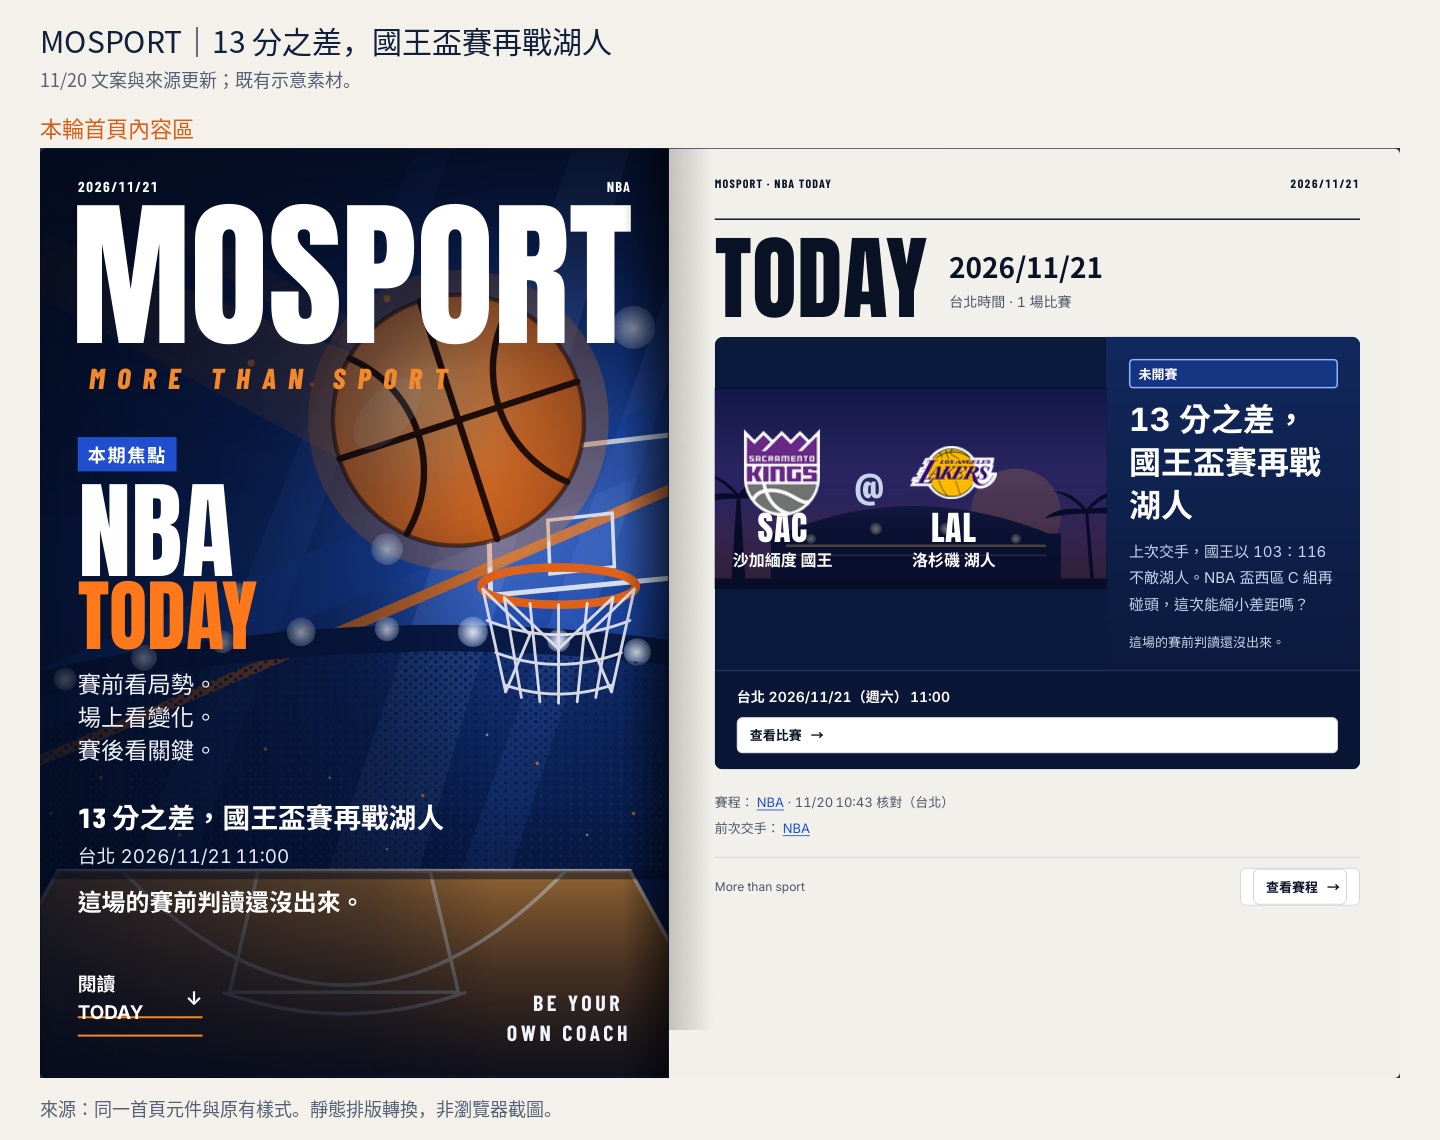 MOSPORT｜13 分之差，國王盃賽再戰湖人
11/20 文案與來源更新；既有示意素材。
本輪首頁內容區
2026/11/21
NBA
MOSPORT
MORE THAN SPORT
本期焦點
NBA
TODAY
賽前看局勢。
場上看變化。
賽後看關鍵。
13 分之差，國王盃賽再戰湖人
台北 2026/11/21 11:00
這場的賽前判讀還沒出來。
閱讀
TODAY ↓
BE YOUR
OWN COACH
MOSPORT · NBA TODAY
2026/11/21
TODAY
2026/11/21
台北時間 · 1 場比賽
SACRAMENTO
KINGS
SAC
沙加緬度 國王
@
LOS ANGELES
LAKERS
LAL
洛杉磯 湖人
未開賽
13 分之差，
國王盃賽再戰
湖人
上次交手，國王以 103：116
不敵湖人。NBA 盃西區 C 組再
碰頭，這次能縮小差距嗎？
這場的賽前判讀還沒出來。
台北 2026/11/21（週六） 11:00
查看比賽 →
賽程： NBA · 11/20 10:43 核對（台北）
前次交手： NBA
More than sport
查看賽程 →
來源：同一首頁元件與原有樣式。靜態排版轉換，非瀏覽器截圖。